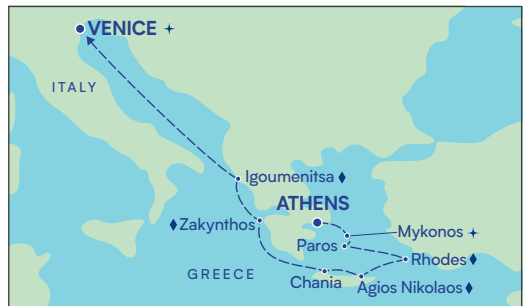 VENICE
ITALY
Igoumenitsa
ATHENS
Zakynthos
Mykonos
Paros
Rhodes
GREECE
Chania
Agios Nikolaos